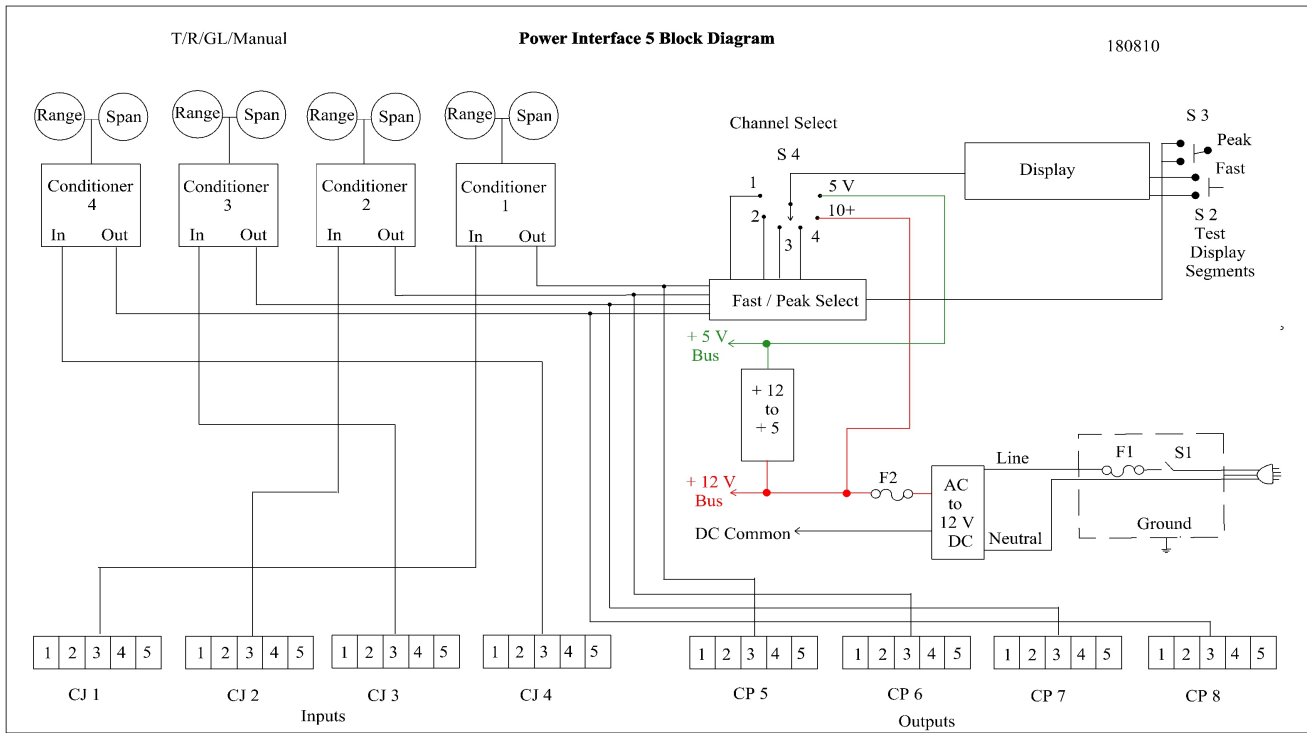 T/R/GL/Manual
Power Interface 5 Block Diagram
180810
Range Span
Range Span
Range Span
Range Span
Conditioner
4
In Out
Conditioner
3
In Out
Conditioner
2
In Out
Conditioner
1
In Out
Channel Select
S 4
1
2
3
4
5 V
10+
Display
S 3
Peak
Fast
S 2
Test
Display
Segments
Fast / Peak Select
+ 5 V
Bus
+ 12
to
+ 5
+ 12 V
Bus
F2
AC
to
12 V
DC
DC Common
Line
Neutral
F1
S1
Ground
1 2 3 4 5
1 2 3 4 5
1 2 3 4 5
1 2 3 4 5
1 2 3 4 5
1 2 3 4 5
1 2 3 4 5
1 2 3 4 5
CJ 1
CJ 2
CJ 3
CJ 4
CP 5
CP 6
CP 7
CP 8
Inputs
Outputs